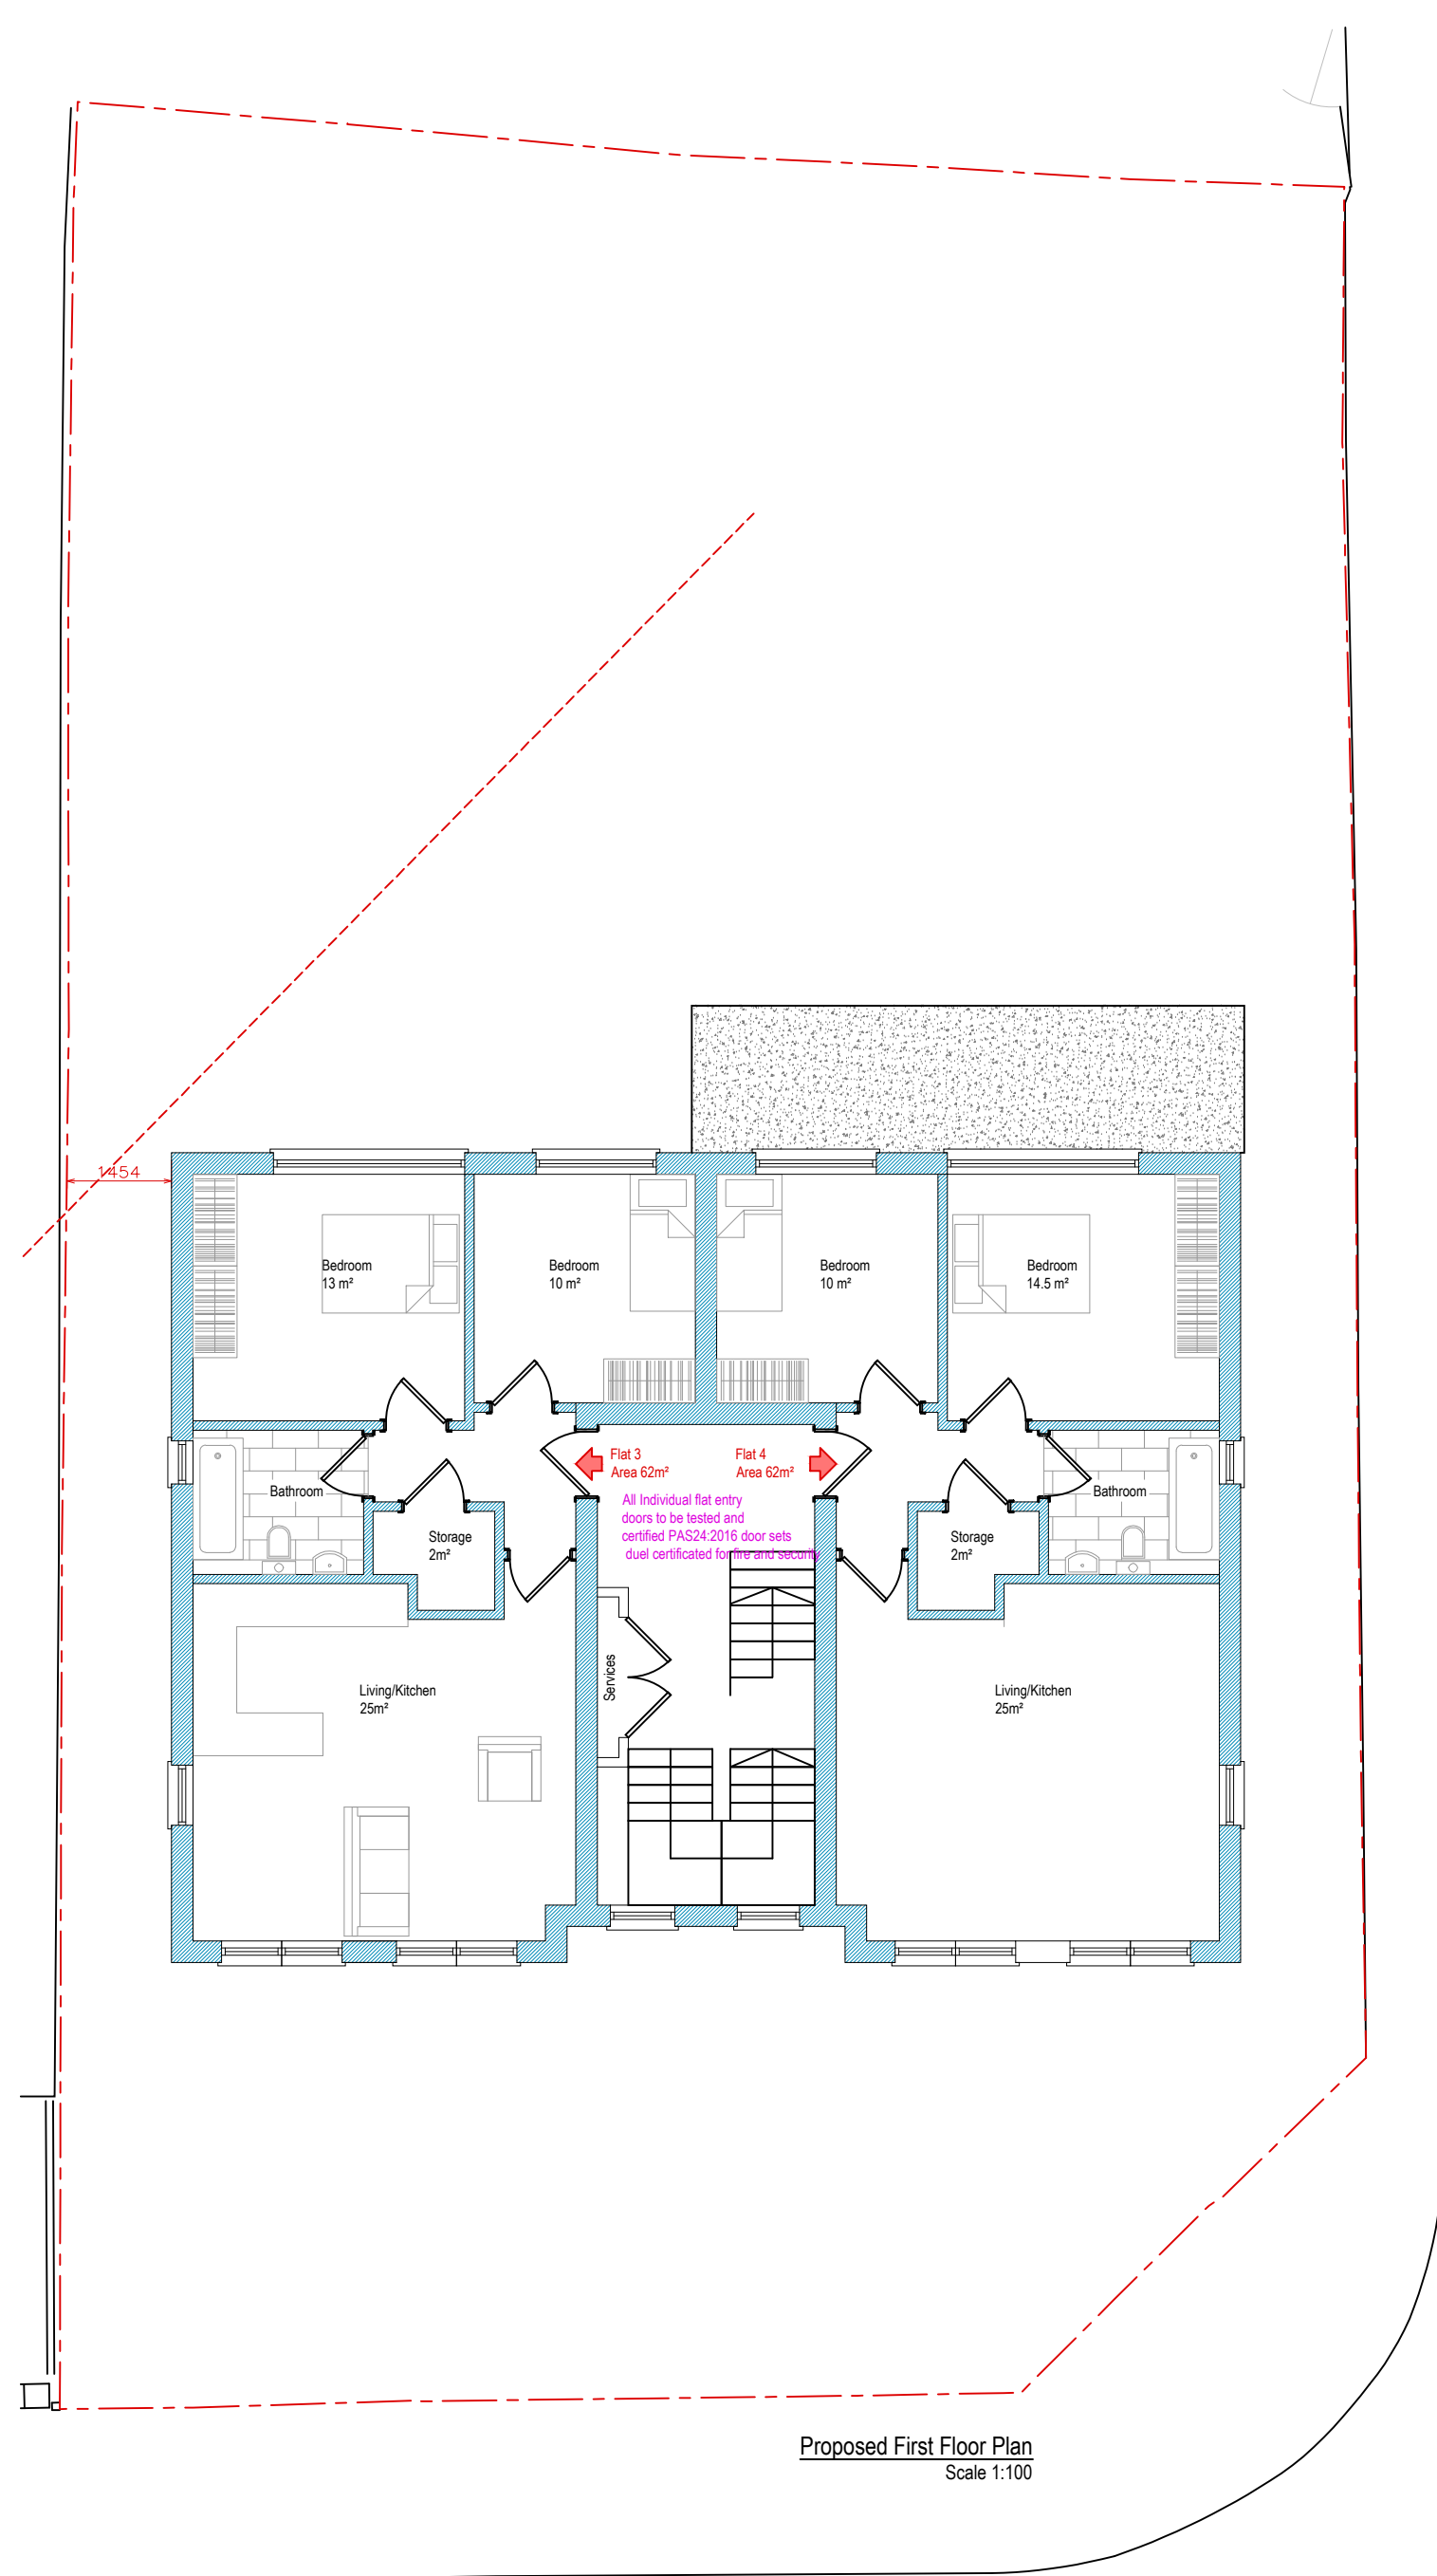 1454
Bedroom
13 m²
Bedroom
10 m²
Bedroom
10 m²
Bedroom
14.5 m²
Flat 3
Area 62m²
Flat 4
Area 62m²
All Individual flat entry
doors to be tested and
certified PAS24:2016 door sets
duel certificated for fire and security
Bathroom
Bathroom
Storage
2m²
Storage
2m²
Services
Living/Kitchen
25m²
Living/Kitchen
25m²
Proposed First Floor Plan
Scale 1:100